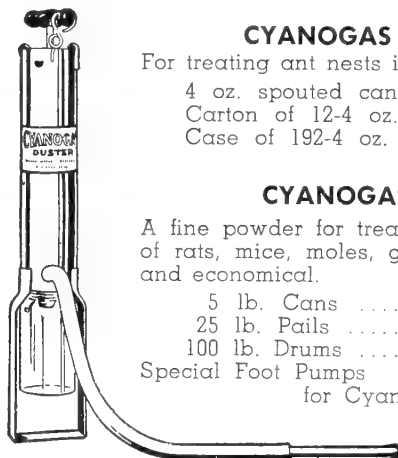 CYANOGAS
For treating ant nests i
4 oz. spouted can
Carton of 12-4 oz.
Case of 192-4 oz.
CYANOGA
A fine powder for trea
of rats, mice, moles, g
and economical.
5 lb. Cans ....
25 lb. Pails .....
100 lb. Drums ....
Special Foot Pumps
for Cyan
CYANOGAS
DUSTER